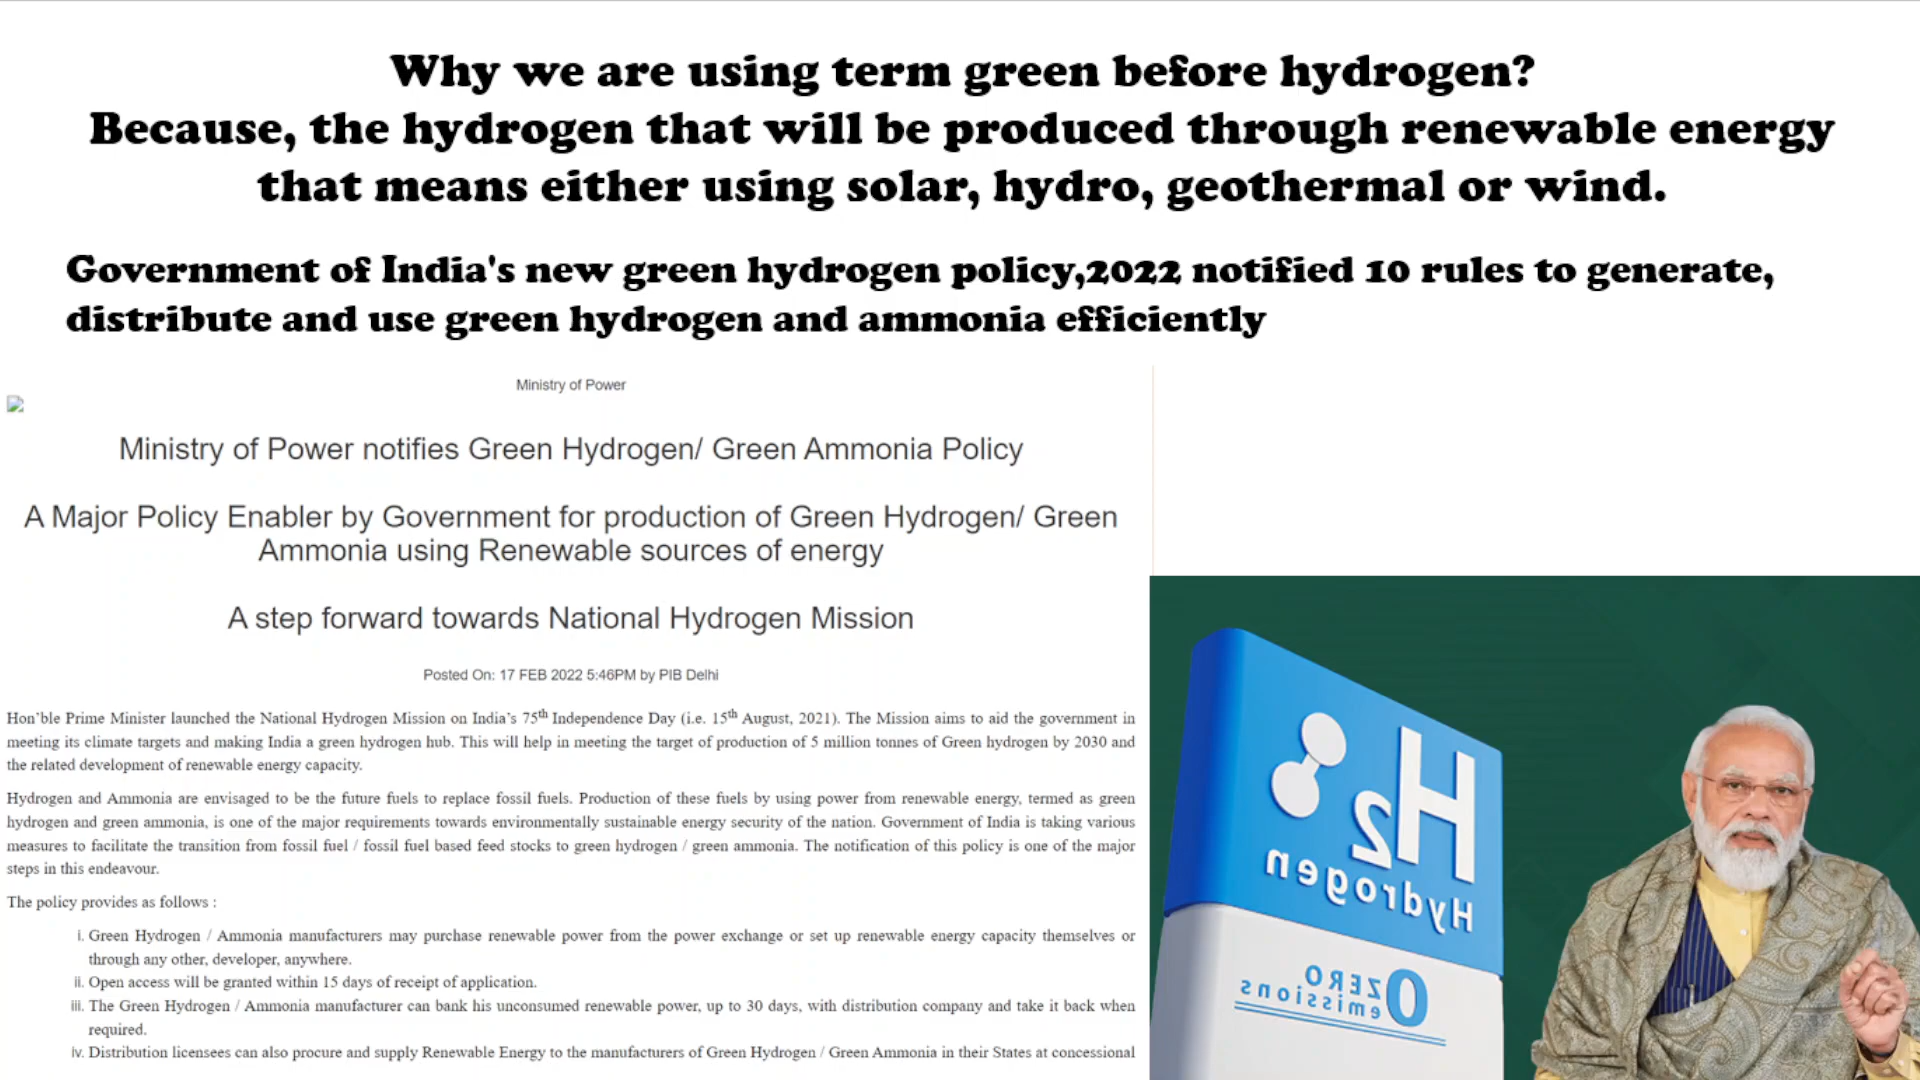 Why we are using term green before hydrogen?
Because, the hydrogen that will be produced through renewable energy
that means either using solar, hydro, geothermal or wind.
Government of India's new green hydrogen policy,2022 notified 10 rules to generate,
distribute and use green hydrogen and ammonia efficiently
Ministry of Power
Ministry of Power notifies Green Hydrogen/ Green Ammonia Policy
A Major Policy Enabler by Government for production of Green Hydrogen/ Green
Ammonia using Renewable sources of energy
A step forward towards National Hydrogen Mission
Posted On: 17 FEB 2022 5:46PM by PIB Delhi
Hon'ble Prime Minister launched the National Hydrogen Mission on India's 75th Independence Day (i.e. 15th August, 2021). The Mission aims to aid the government in
meeting its climate targets and making India a green hydrogen hub. This will help in meeting the target of production of 5 million tonnes of Green hydrogen by 2030 and
the related development of renewable energy capacity.
Hydrogen and Ammonia are envisaged to be the future fuels to replace fossil fuels. Production of these fuels by using power from renewable energy, termed as green
hydrogen and green ammonia, is one of the major requirements towards environmentally sustainable energy security of the nation. Government of India is taking various
measures to facilitate the transition from fossil fuel / fossil fuel based feed stocks to green hydrogen / green ammonia. The notification of this policy is one of the major
steps in this endeavour.
The policy provides as follows :
i. Green Hydrogen / Ammonia manufacturers may purchase renewable power from the power exchange or set up renewable energy capacity themselves or
through any other, developer, anywhere.
ii. Open access will be granted within 15 days of receipt of application.
iii. The Green Hydrogen / Ammonia manufacturer can bank his unconsumed renewable power, up to 30 days, with distribution company and take it back when
required.
iv. Distribution licensees can also procure and supply Renewable Energy to the manufacturers of Green Hydrogen / Green Ammonia in their States at concessional
H2
Hydrogen
0 ZERO
emissions